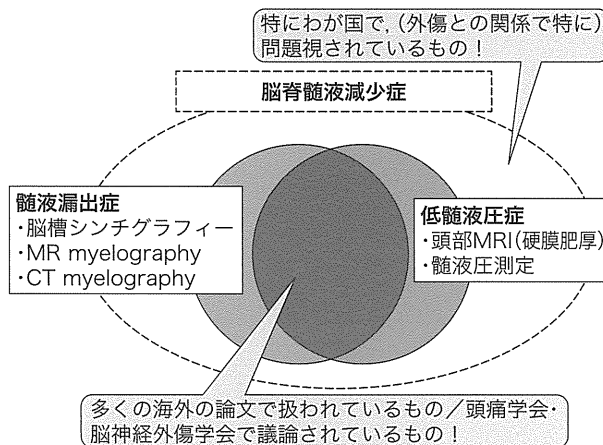 特にわが国で,(外傷との関係で特に)
問題視されているもの!
脳脊髄液減少症
髄液漏出症
・脳槽シンチグラフィー
・MR myelography
・CT myelography
低髄液圧症
・頭部MRI(硬膜肥厚)
・髄液圧測定
多くの海外の論文で扱われているもの/頭痛学会・
脳神経外傷学会で議論されているもの!